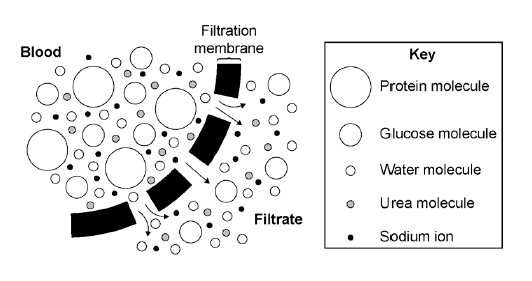 Filtration
membrane
Blood
Filtrate
Key
Protein molecule
Glucose molecule
Water molecule
Urea molecule
Sodium ion